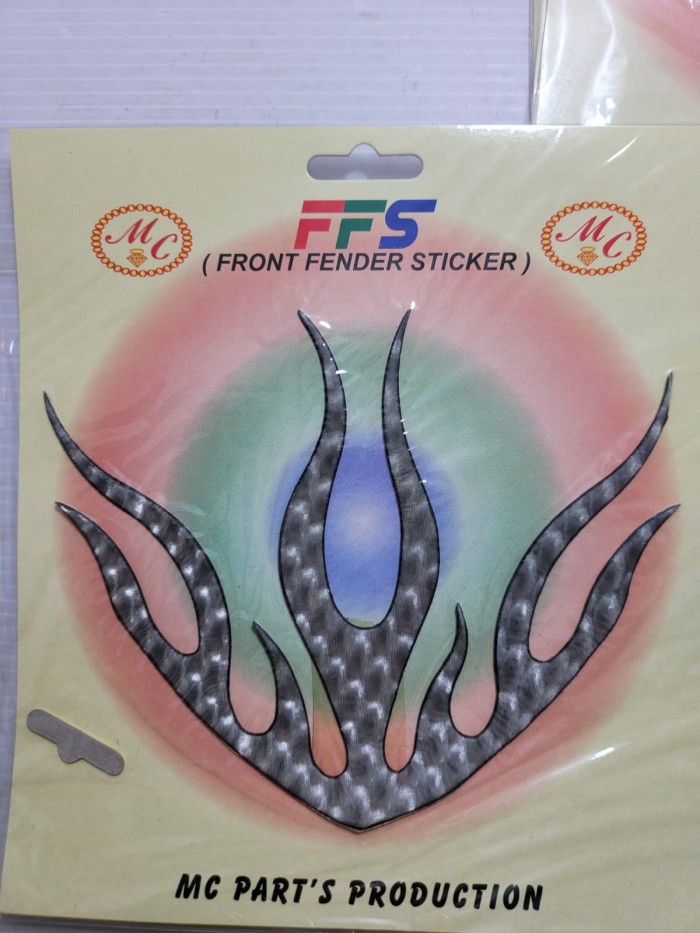 MC
FFS
MC
( FRONT FENDER STICKER )
MC PART'S PRODUCTION